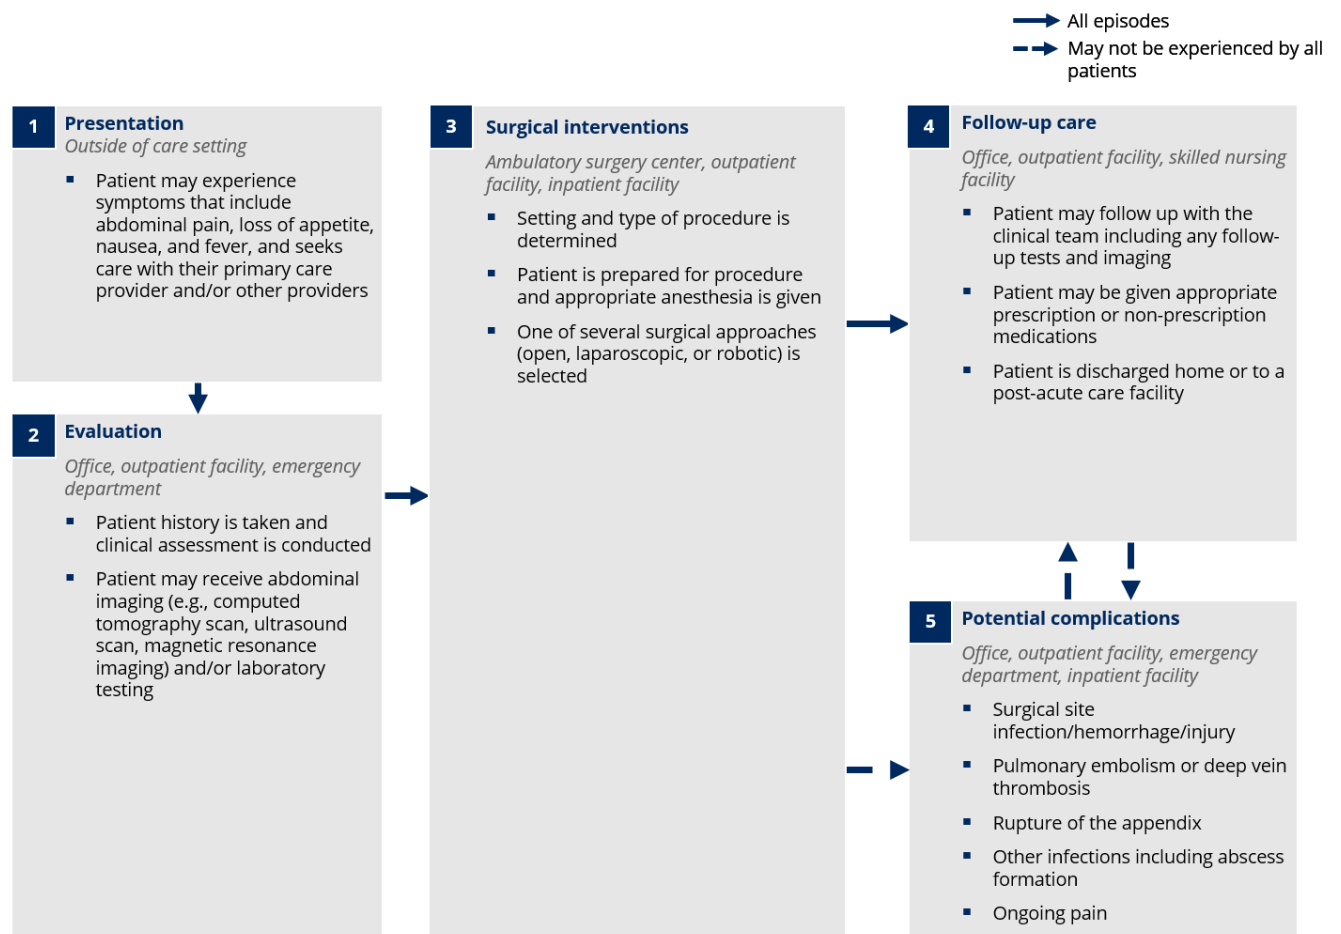 All episodes
May not be experienced by all
patients
1
Presentation
Outside of care setting
▪ Patient may experience
symptoms that include
abdominal pain, loss of appetite,
nausea, and fever, and seeks
care with their primary care
provider and/or other providers
2
Evaluation
Office, outpatient facility, emergency
department
▪ Patient history is taken and
clinical assessment is conducted
▪ Patient may receive abdominal
imaging (e.g., computed
tomography scan, ultrasound
scan, magnetic resonance
imaging) and/or laboratory
testing
3
Surgical interventions
Ambulatory surgery center, outpatient
facility, inpatient facility
▪ Setting and type of procedure is
determined
▪ Patient is prepared for procedure
and appropriate anesthesia is given
▪ One of several surgical approaches
(open, laparoscopic, or robotic) is
selected
4
Follow-up care
Office, outpatient facility, skilled nursing
facility
▪ Patient may follow up with the
clinical team including any follow-
up tests and imaging
▪ Patient may be given appropriate
prescription or non-prescription
medications
▪ Patient is discharged home or to a
post-acute care facility
5
Potential complications
Office, outpatient facility, emergency
department, inpatient facility
▪ Surgical site
infection/hemorrhage/injury
▪ Pulmonary embolism or deep vein
thrombosis
▪ Rupture of the appendix
▪ Other infections including abscess
formation
▪ Ongoing pain